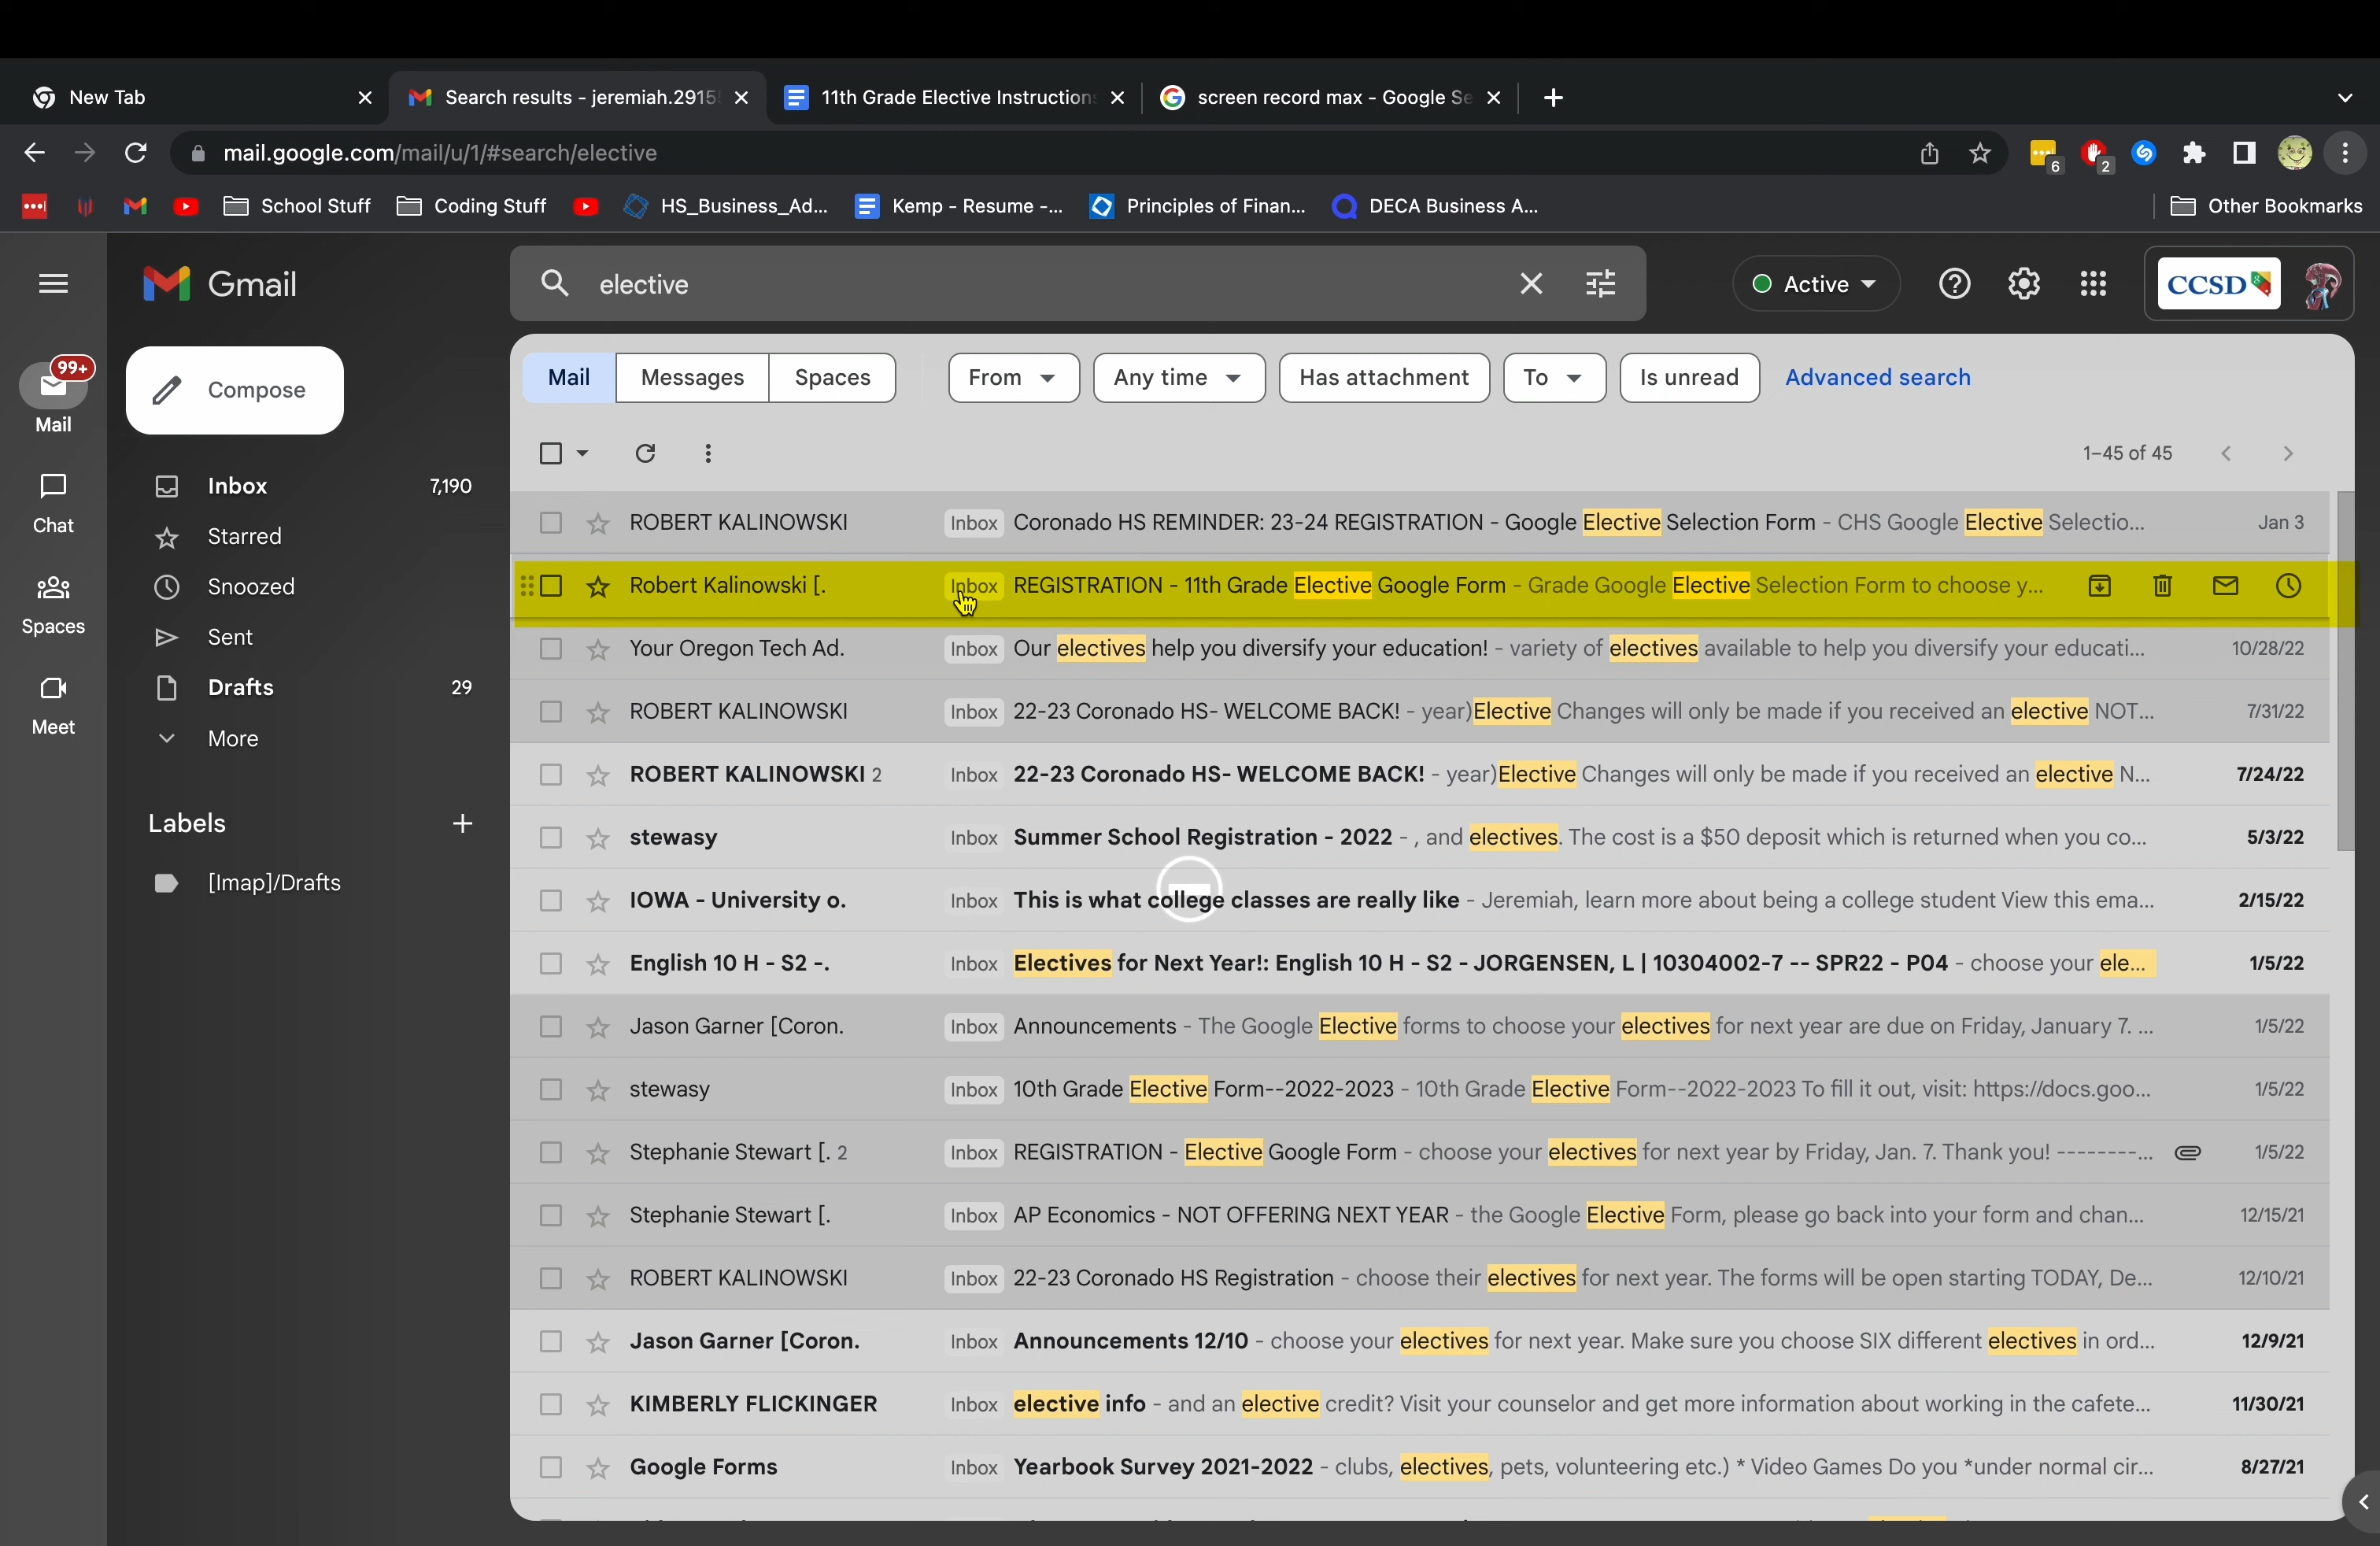 New Tab
Search results - jeremiah.2915
11th Grade Elective Instructions
screen record max - Google Se
mail.google.com/mail/u/1/#search/elective
6
2
School Stuff
Coding Stuff
HS_Business_Ad...
Kemp - Resume -...
Principles of Finan...
DECA Business A...
Other Bookmarks
Gmail
elective
Active
CCSD
99+
Mail
Chat
Spaces
Meet
Compose
Inbox 7,190
Starred
Snoozed
Sent
Drafts 29
More
Labels
[Imap]/Drafts
Mail Messages Spaces From Any time Has attachment To Is unread Advanced search
1-45 of 45
ROBERT KALINOWSKI Inbox Coronado HS REMINDER: 23-24 REGISTRATION - Google Elective Selection Form - CHS Google Elective Selectio... Jan 3
Robert Kalinowski [. Inbox REGISTRATION - 11th Grade Elective Google Form - Grade Google Elective Selection Form to choose y...
Your Oregon Tech Ad. Inbox Our electives help you diversify your education! - variety of electives available to help you diversify your educati... 10/28/22
ROBERT KALINOWSKI Inbox 22-23 Coronado HS- WELCOME BACK! - year)Elective Changes will only be made if you received an elective NOT... 7/31/22
ROBERT KALINOWSKI 2 Inbox 22-23 Coronado HS- WELCOME BACK! - year)Elective Changes will only be made if you received an elective N... 7/24/22
stewasy Inbox Summer School Registration - 2022 - , and electives. The cost is a $50 deposit which is returned when you co... 5/3/22
IOWA - University o. Inbox This is what college classes are really like - Jeremiah, learn more about being a college student View this ema... 2/15/22
English 10 H - S2 -. Inbox Electives for Next Year!: English 10 H - S2 - JORGENSEN, L | 10304002-7 -- SPR22 - P04 - choose your ele... 1/5/22
Jason Garner [Coron. Inbox Announcements - The Google Elective forms to choose your electives for next year are due on Friday, January 7. ... 1/5/22
stewasy Inbox 10th Grade Elective Form--2022-2023 - 10th Grade Elective Form--2022-2023 To fill it out, visit: https://docs.goo... 1/5/22
Stephanie Stewart [. 2 Inbox REGISTRATION - Elective Google Form - choose your electives for next year by Friday, Jan. 7. Thank you! --------... 1/5/22
Stephanie Stewart [. Inbox AP Economics - NOT OFFERING NEXT YEAR - the Google Elective Form, please go back into your form and chan... 12/15/21
ROBERT KALINOWSKI Inbox 22-23 Coronado HS Registration - choose their electives for next year. The forms will be open starting TODAY, De... 12/10/21
Jason Garner [Coron. Inbox Announcements 12/10 - choose your electives for next year. Make sure you choose SIX different electives in ord... 12/9/21
KIMBERLY FLICKINGER Inbox elective info - and an elective credit? Visit your counselor and get more information about working in the cafete... 11/30/21
Google Forms Inbox Yearbook Survey 2021-2022 - clubs, electives, pets, volunteering etc.) * Video Games Do you *under normal cir... 8/27/21